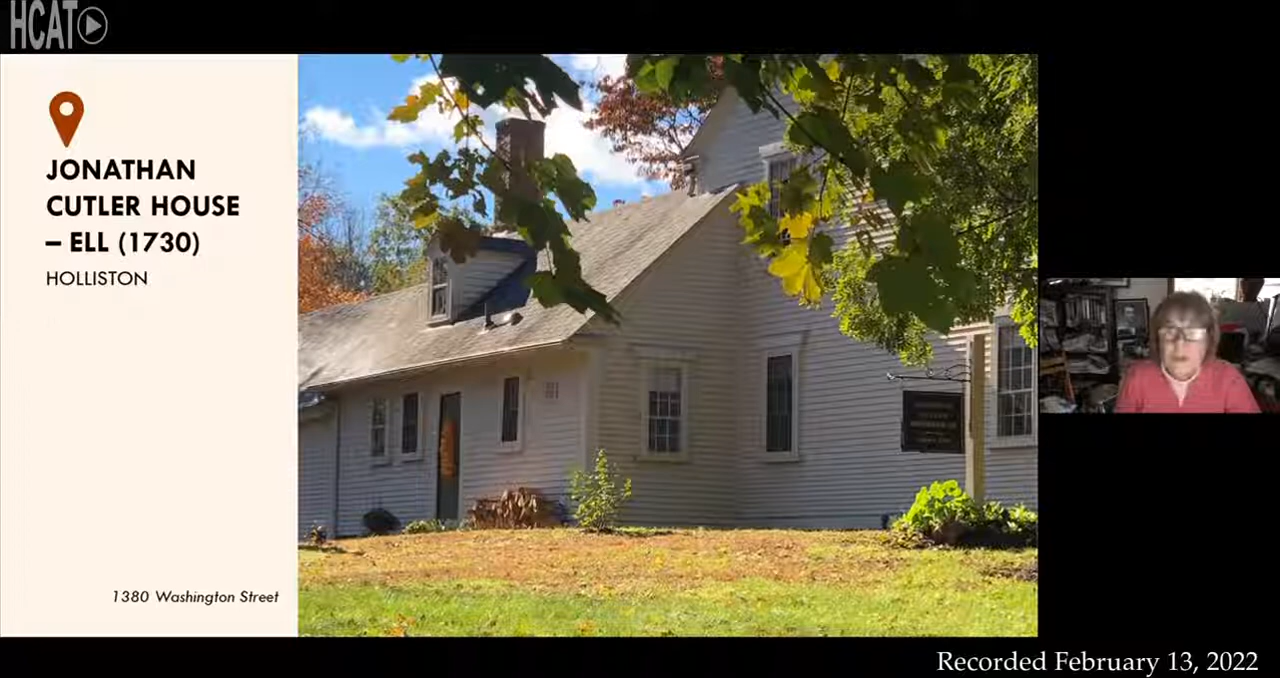 HCAT
JONATHAN
CUTLER HOUSE
– ELL (1730)
HOLLISTON
1380 Washington Street
Recorded February 13, 2022